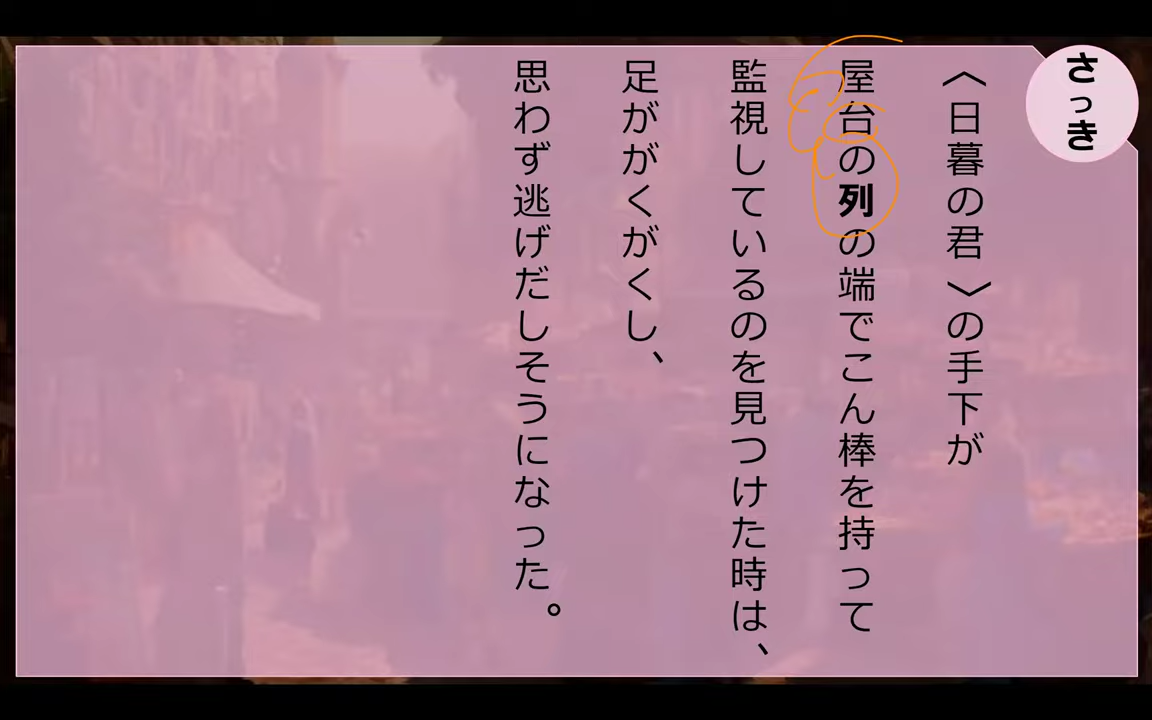 さっき
〈日暮の君〉の手下が
屋台の列の端でこん棒を持って
監視しているのを見つけた時は、
足ががくがくし、
思わず逃げだしそうになった。